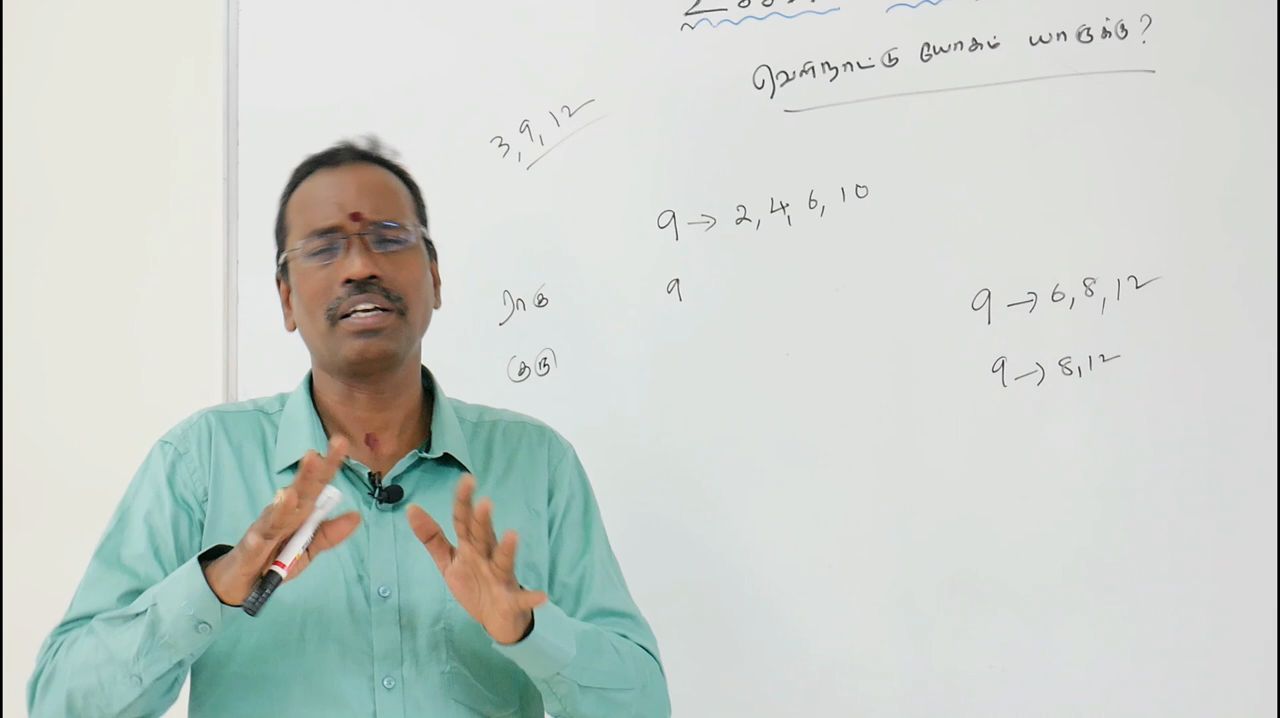 வெளிநாட்டு யோகம் யாருக்கு?
3, 9, 12
9 → 2, 4, 6, 10
ராகு 9
குரு
9 → 6, 8, 12
9 → 8, 12